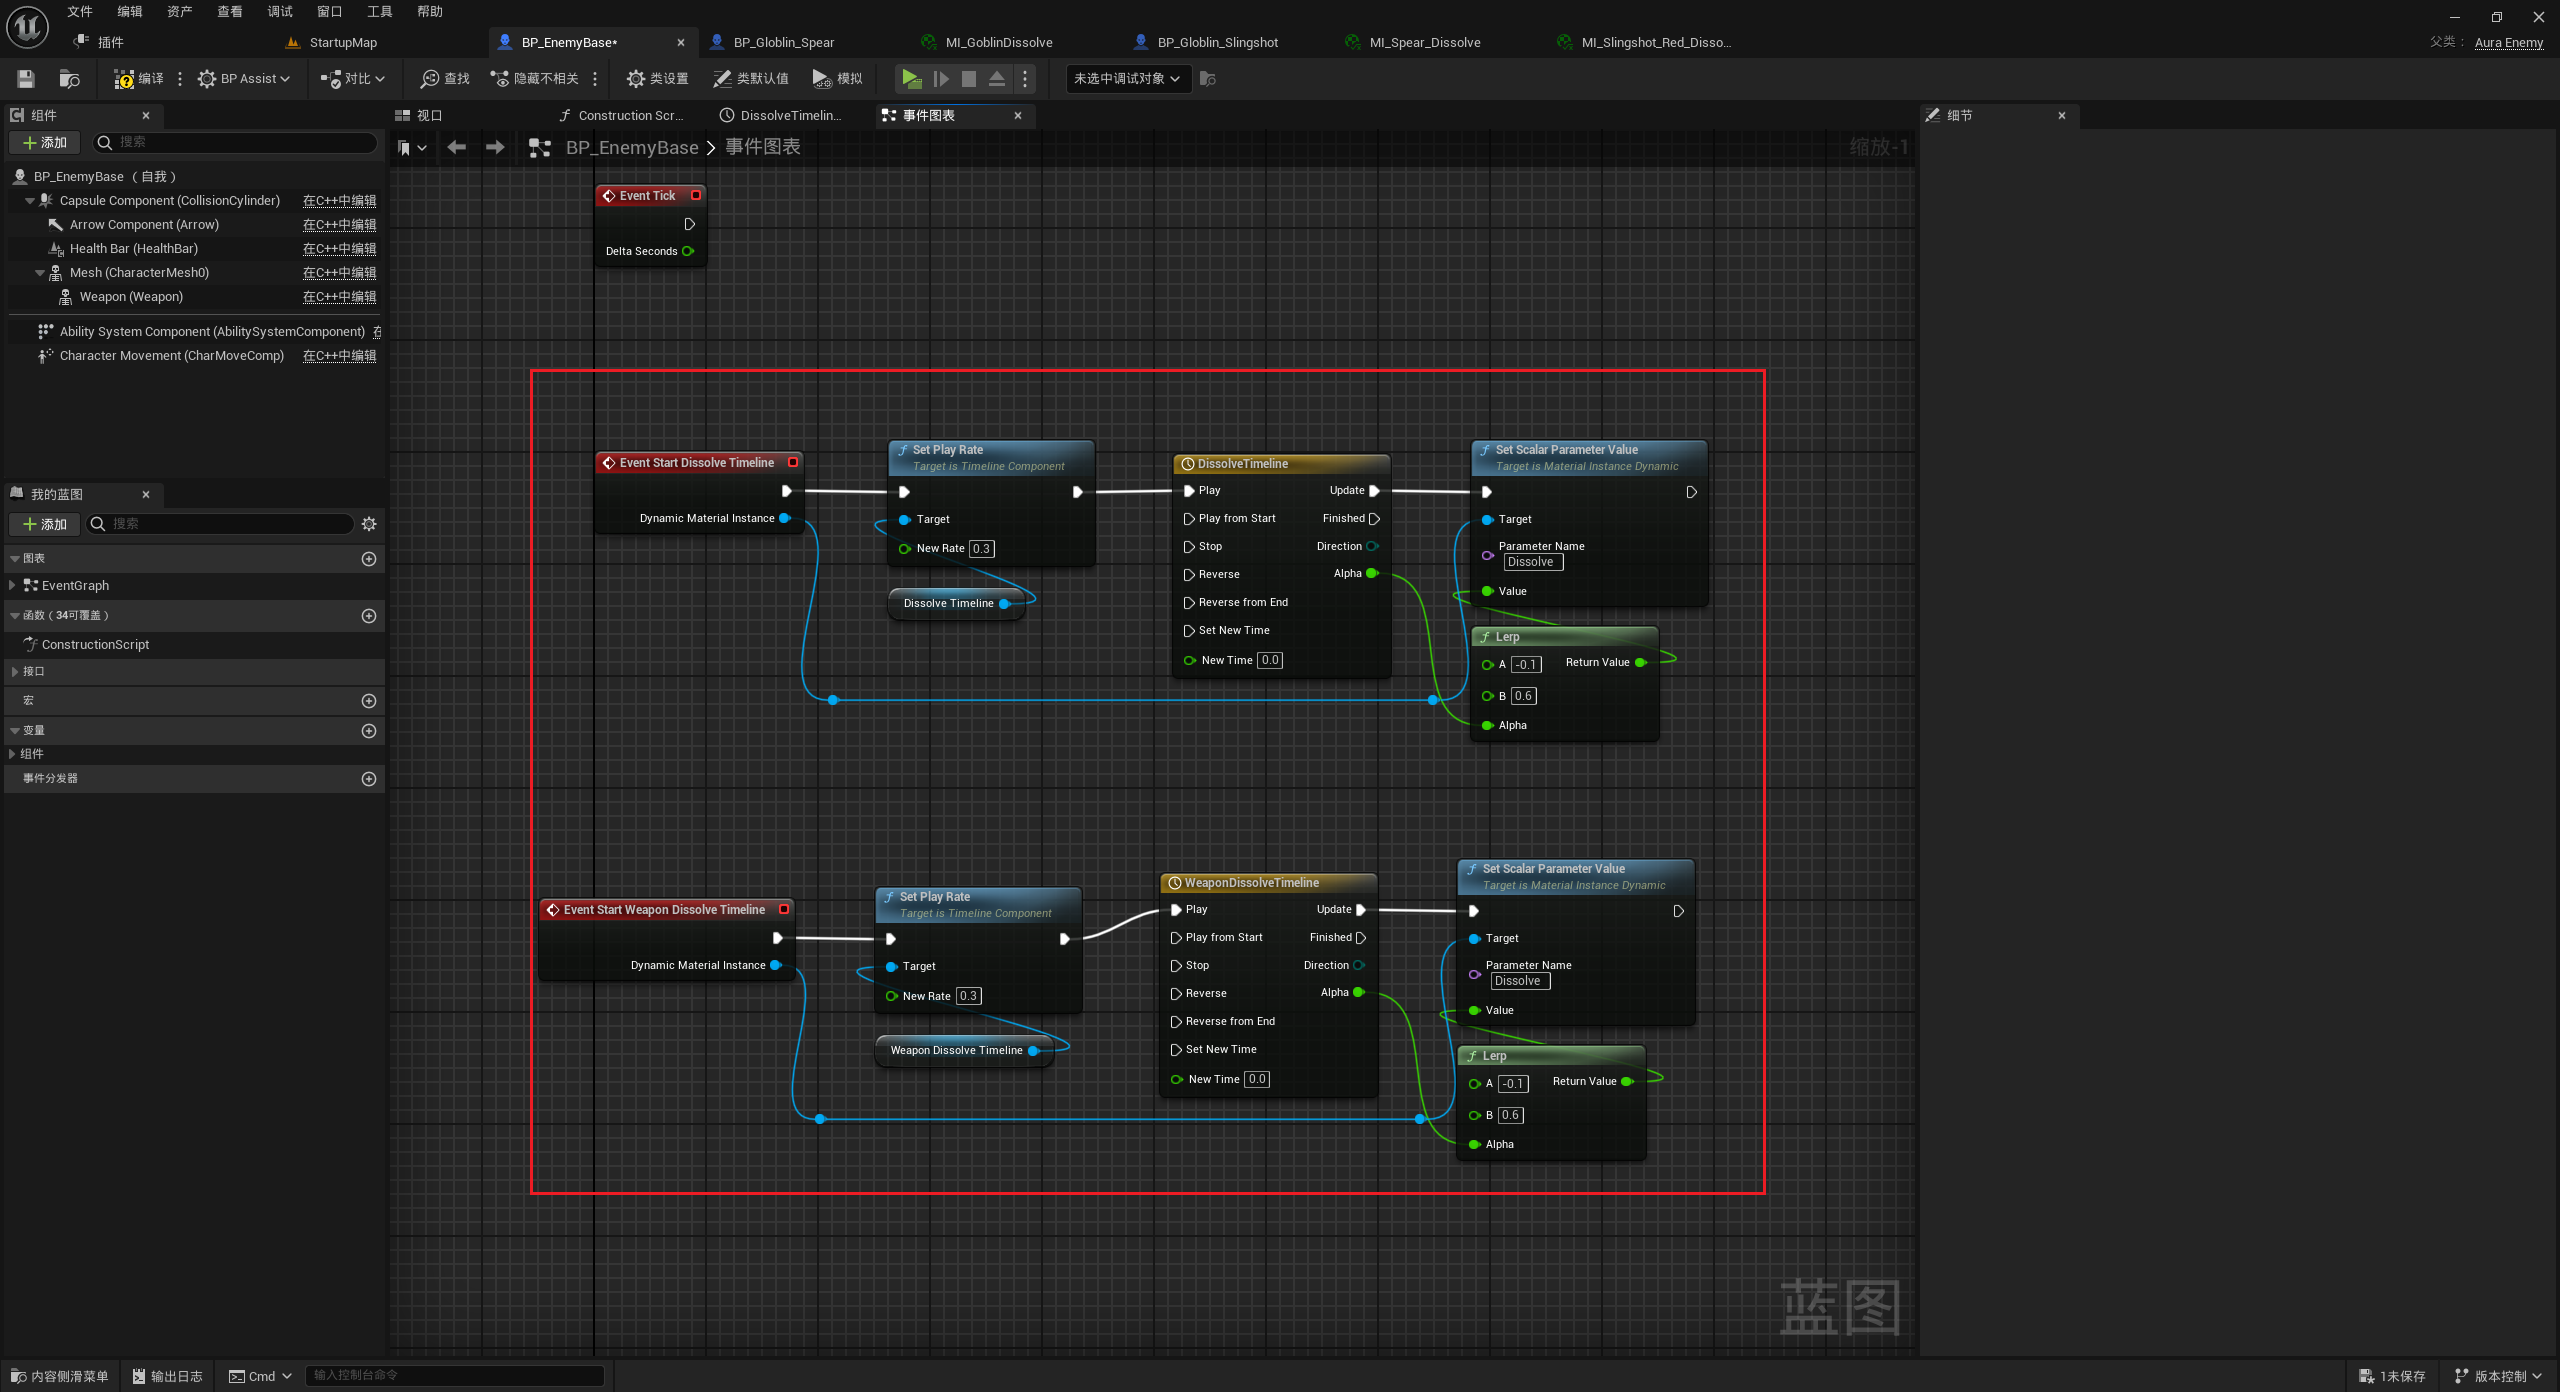 文件 编辑 资产 查看 调试 窗口 工具 帮助
插件 StartupMap BP_EnemyBase* BP_Globlin_Spear MI_GoblinDissolve BP_Globlin_Slingshot MI_Spear_Dissolve MI_Slingshot_Red_Disso...
父类： Aura Enemy
编译 BP Assist 对比 查找 隐藏不相关 类设置 类默认值 模拟 未选中调试对象
组件
添加 搜索
BP_EnemyBase （自我）
Capsule Component (CollisionCylinder) 在C++中编辑
Arrow Component (Arrow) 在C++中编辑
Health Bar (HealthBar) 在C++中编辑
Mesh (CharacterMesh0) 在C++中编辑
Weapon (Weapon) 在C++中编辑
Ability System Component (AbilitySystemComponent) 在
Character Movement (CharMoveComp) 在C++中编辑
我的蓝图
添加 搜索
图表
EventGraph
函数（34可覆盖）
ConstructionScript
接口
宏
变量
组件
事件分发器
视口 Construction Scr... DissolveTimelin... 事件图表
BP_EnemyBase > 事件图表
缩放-1
Event Tick
Delta Seconds
Event Start Dissolve Timeline
Dynamic Material Instance
Set Play Rate
Target is Timeline Component
Target
New Rate 0.3
Dissolve Timeline
DissolveTimeline
Play Update
Play from Start Finished
Stop Direction
Reverse Alpha
Reverse from End
Set New Time
New Time 0.0
Set Scalar Parameter Value
Target is Material Instance Dynamic
Target
Parameter Name
Dissolve
Value
Lerp
A -0.1 Return Value
B 0.6
Alpha
Event Start Weapon Dissolve Timeline
Dynamic Material Instance
Set Play Rate
Target is Timeline Component
Target
New Rate 0.3
Weapon Dissolve Timeline
WeaponDissolveTimeline
Play Update
Play from Start Finished
Stop Direction
Reverse Alpha
Reverse from End
Set New Time
New Time 0.0
Set Scalar Parameter Value
Target is Material Instance Dynamic
Target
Parameter Name
Dissolve
Value
Lerp
A -0.1 Return Value
B 0.6
Alpha
蓝图
细节
内容侧滑菜单 输出日志 Cmd 输入控制台命令
1未保存 版本控制